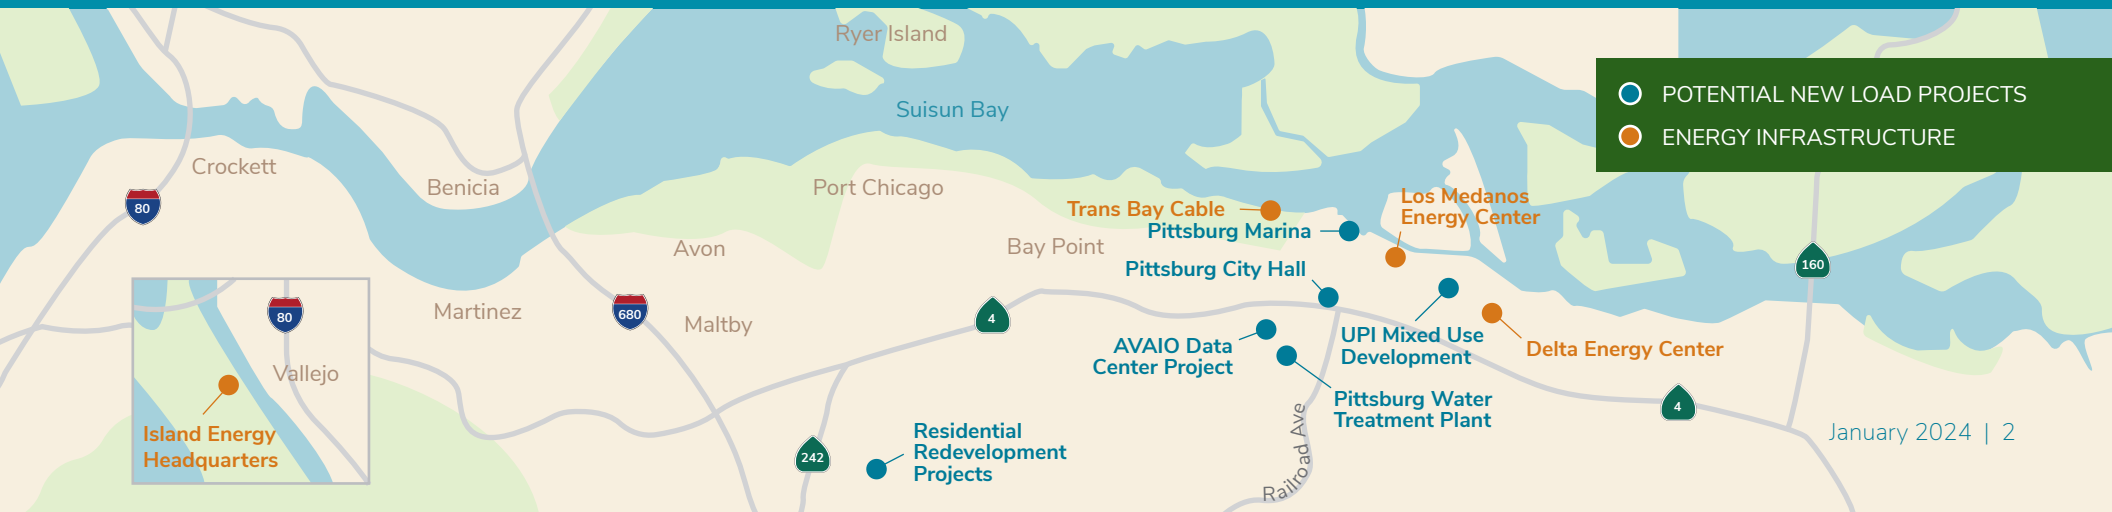 Ryer Island
Suisun Bay
POTENTIAL NEW LOAD PROJECTS
ENERGY INFRASTRUCTURE
Crockett
80
Benicia
Port Chicago
Trans Bay Cable
Pittsburg Marina
Los Medanos
Energy Center
Avon
Bay Point
Pittsburg City Hall
160
Martinez
680
Maltby
4
80
Vallejo
Island Energy
Headquarters
AVAIO Data
Center Project
UPI Mixed Use
Development
Delta Energy Center
Pittsburg Water
Treatment Plant
4
Railroad Ave
242
Residential
Redevelopment
Projects
January 2024 | 2